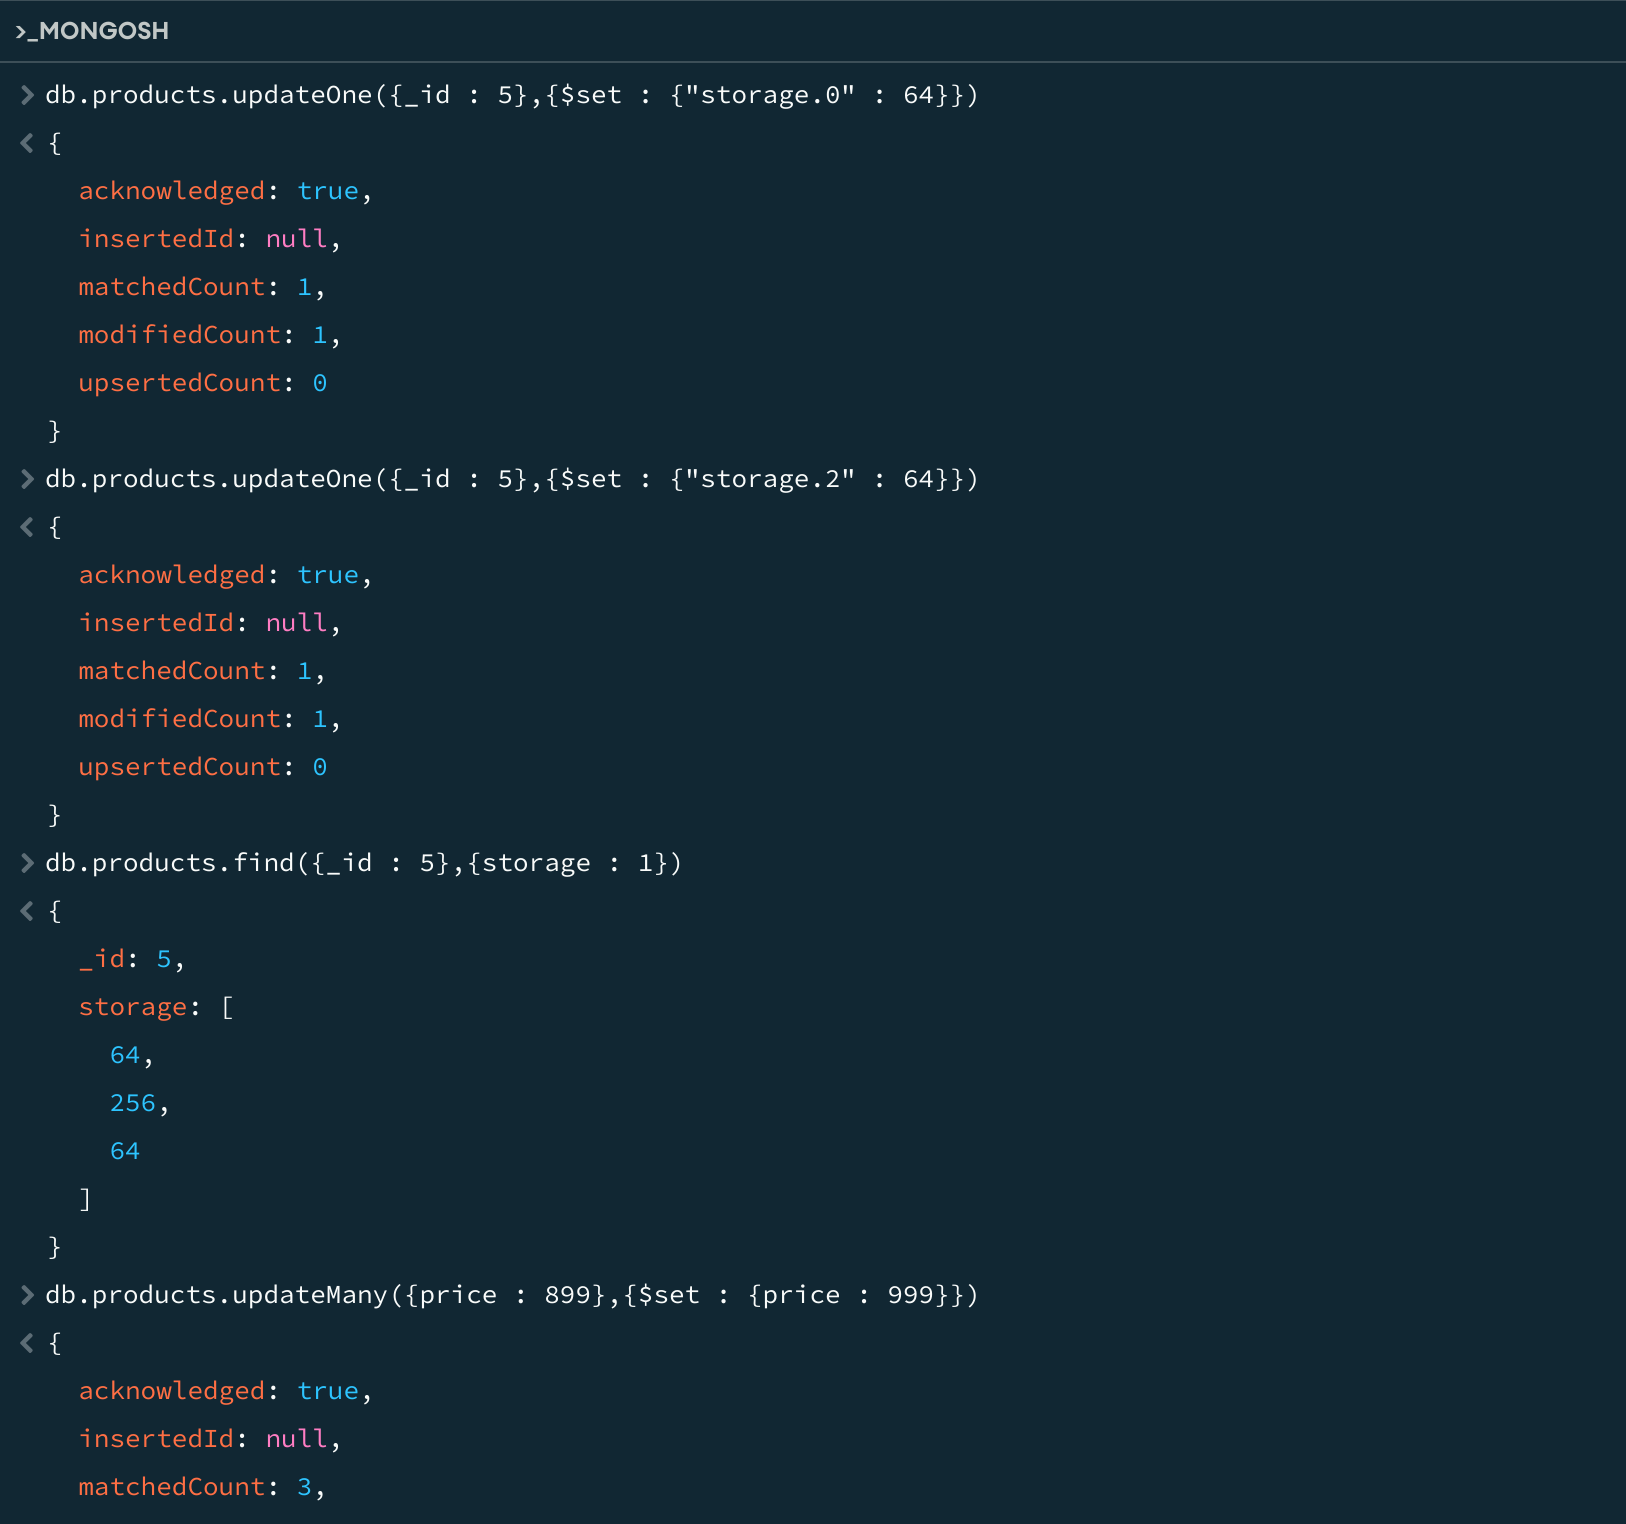 >_MONGOSH
> db.products.updateOne({_id : 5},{$set : {"storage.0" : 64}})
< {
acknowledged: true,
insertedId: null,
matchedCount: 1,
modifiedCount: 1,
upsertedCount: 0
}
> db.products.updateOne({_id : 5},{$set : {"storage.2" : 64}})
< {
acknowledged: true,
insertedId: null,
matchedCount: 1,
modifiedCount: 1,
upsertedCount: 0
}
> db.products.find({_id : 5},{storage : 1})
< {
_id: 5,
storage: [
64,
256,
64
]
}
> db.products.updateMany({price : 899},{$set : {price : 999}})
< {
acknowledged: true,
insertedId: null,
matchedCount: 3,